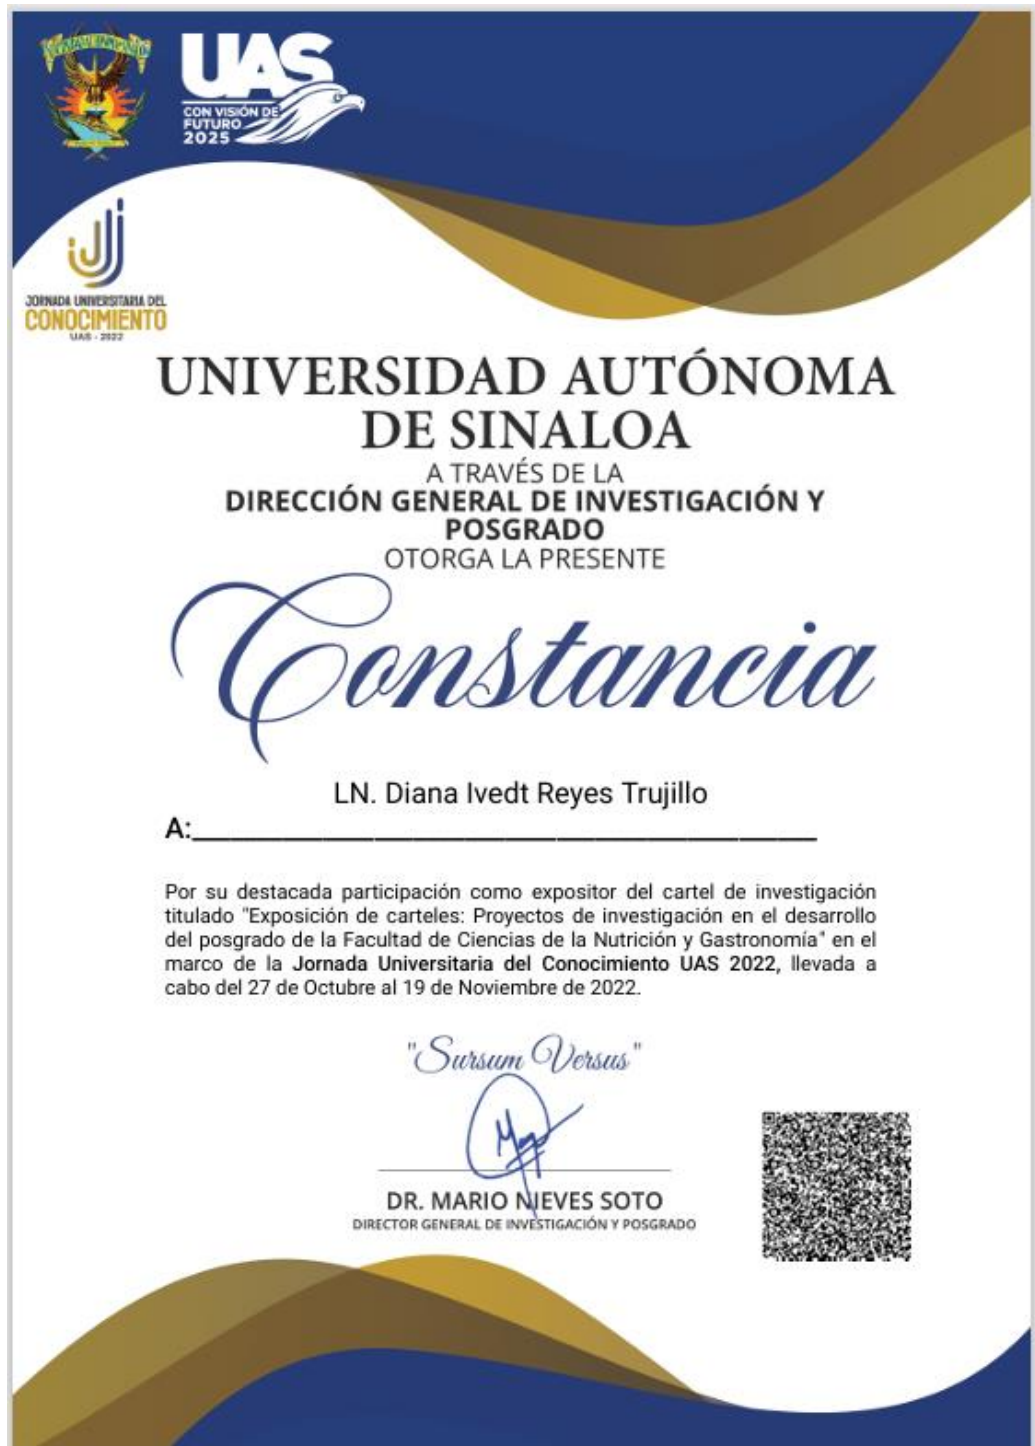 UAS
CON VISIÓN DE
FUTURO
2025
JORNADA UNIVERSITARIA DEL
CONOCIMIENTO
UAS - 2022
UNIVERSIDAD AUTÓNOMA
DE SINALOA
A TRAVÉS DE LA
DIRECCIÓN GENERAL DE INVESTIGACIÓN Y
POSGRADO
OTORGA LA PRESENTE
Constancia
LN. Diana Ivedt Reyes Trujillo
A:
Por su destacada participación como expositor del cartel de investigación
titulado "Exposición de carteles: Proyectos de investigación en el desarrollo
del posgrado de la Facultad de Ciencias de la Nutrición y Gastronomía" en el
marco de la Jornada Universitaria del Conocimiento UAS 2022, llevada a
cabo del 27 de Octubre al 19 de Noviembre de 2022.
"Sursum Versus"
DR. MARIO NIEVES SOTO
DIRECTOR GENERAL DE INVESTIGACIÓN Y POSGRADO